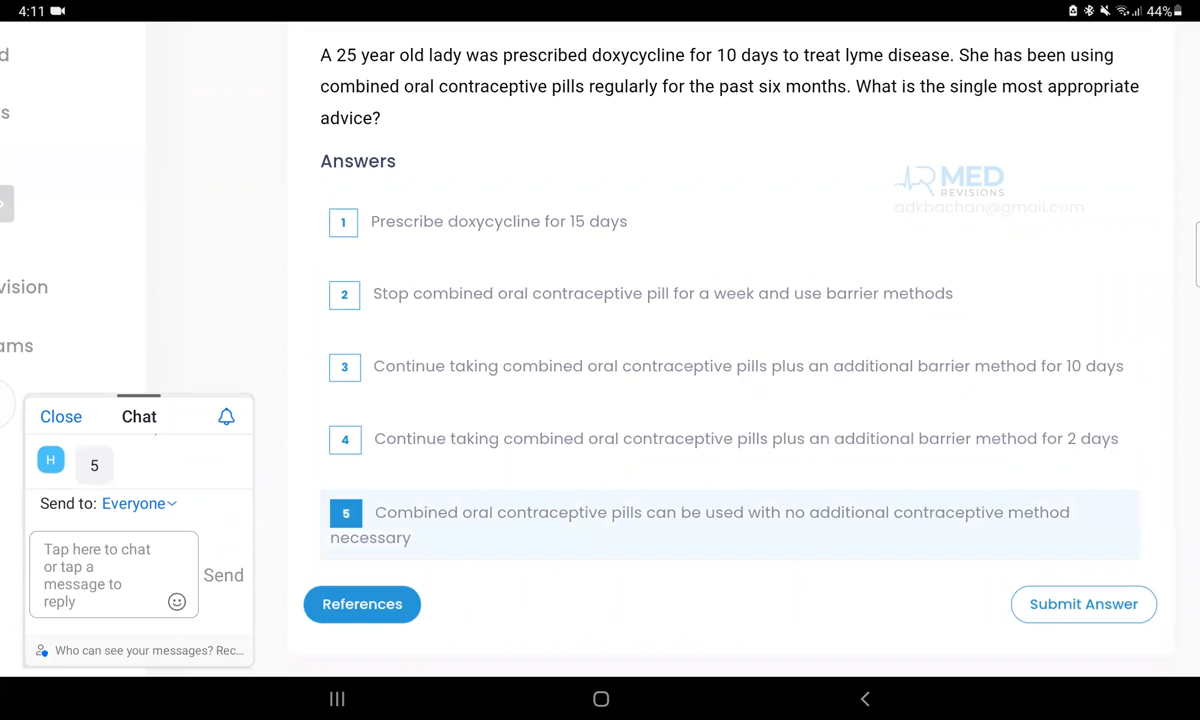 4:11
44%
d
A 25 year old lady was prescribed doxycycline for 10 days to treat lyme disease. She has been using
combined oral contraceptive pills regularly for the past six months. What is the single most appropriate
advice?
s
Answers
MED
REVISIONS
adkbachan@gmail.com
1 Prescribe doxycycline for 15 days
vision
2 Stop combined oral contraceptive pill for a week and use barrier methods
ams
3 Continue taking combined oral contraceptive pills plus an additional barrier method for 10 days
4 Continue taking combined oral contraceptive pills plus an additional barrier method for 2 days
5 Combined oral contraceptive pills can be used with no additional contraceptive method
necessary
References
Submit Answer
Close Chat
H 5
Send to: Everyone
Tap here to chat
or tap a
message to
reply
Send
Who can see your messages? Rec...